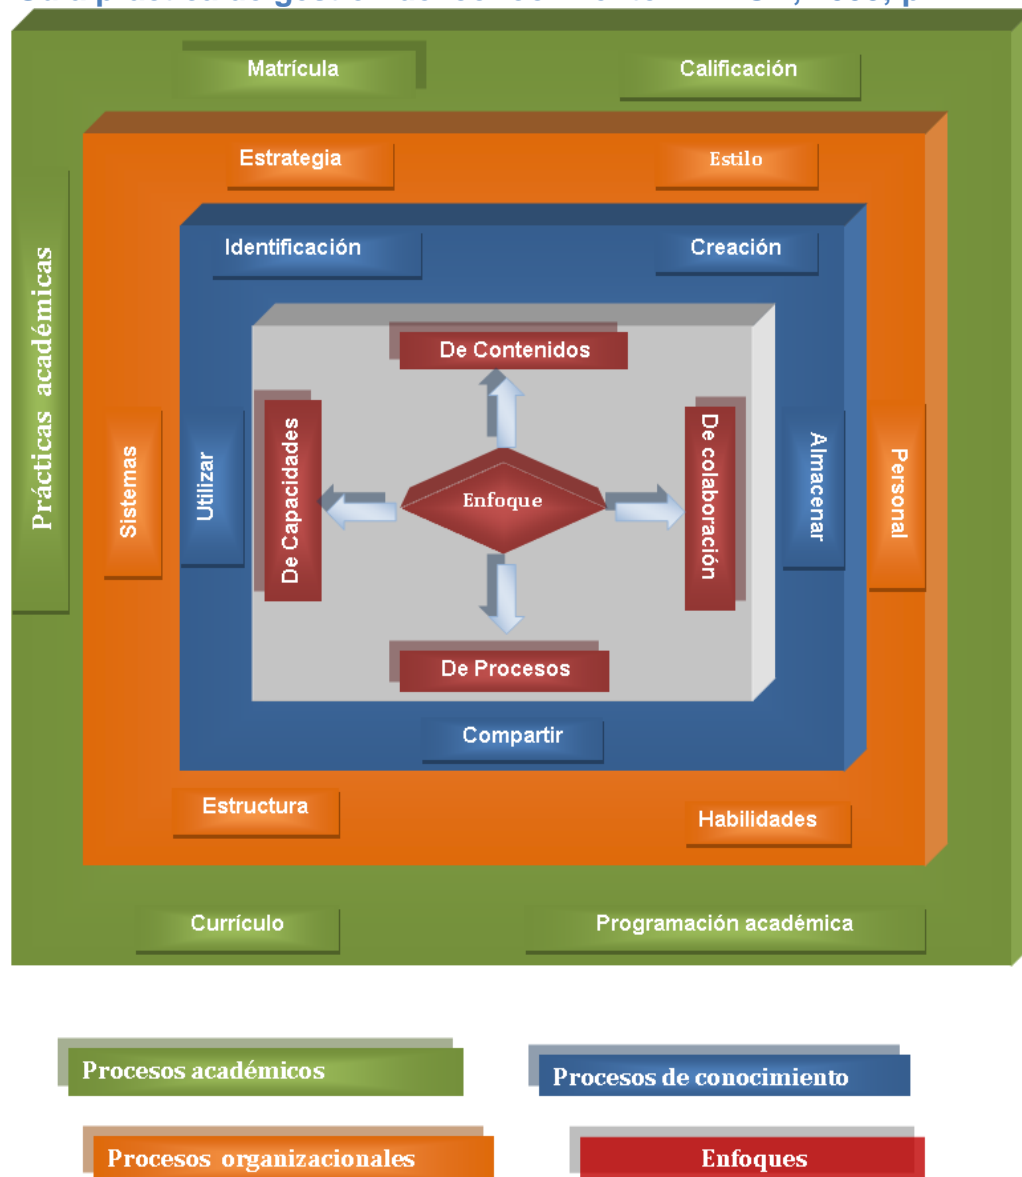 Matrícula
Calificación
Estrategia
Estilo
Identificación
Creación
De Contenidos
Prácticas académicas
Sistemas
Utilizar
De Capacidades
Enfoque
De colaboración
Almacenar
Personal
De Procesos
Compartir
Estructura
Habilidades
Currículo
Programación académica
Procesos académicos
Procesos de conocimiento
Procesos organizacionales
Enfoques